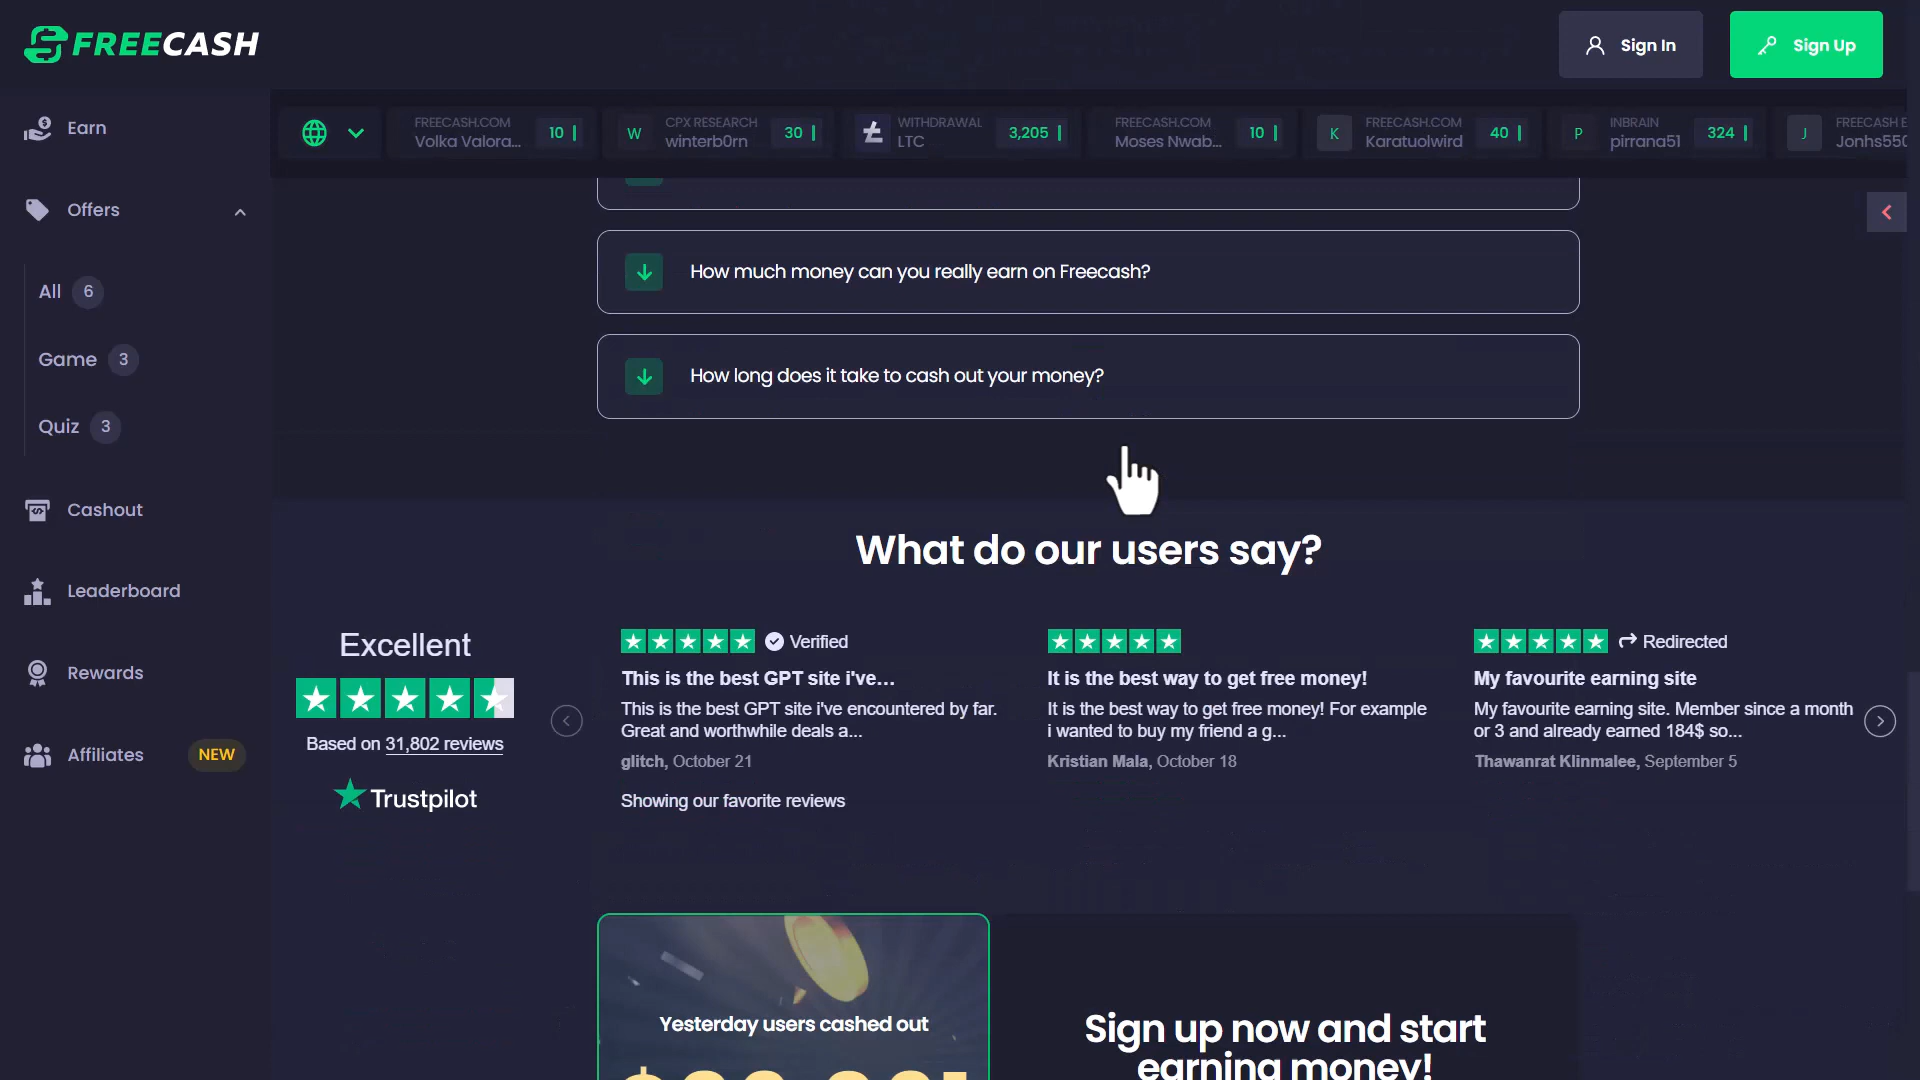 FREECASH
Sign In
Sign Up
Earn
Offers
All 6
Game 3
Quiz 3
Cashout
Leaderboard
Rewards
Affiliates NEW
FREECASH.COM
Volka Valora... 10
W CPX RESEARCH
winterb0rn 30
WITHDRAWAL
LTC 3,205
FREECASH.COM
Moses Nwab... 10
K FREECASH.COM
Karatuolwird 40
P INBRAIN
pirrana51 324
J FREECASH E
Jonhs550
How much money can you really earn on Freecash?
How long does it take to cash out your money?
What do our users say?
Excellent
Based on 31,802 reviews
Trustpilot
Verified
This is the best GPT site i've...
This is the best GPT site i've encountered by far.
Great and worthwhile deals a...
glitch, October 21
Showing our favorite reviews
It is the best way to get free money!
It is the best way to get free money! For example
i wanted to buy my friend a g...
Kristian Mala, October 18
Redirected
My favourite earning site
My favourite earning site. Member since a month
or 3 and already earned 184$ so...
Thawanrat Klinmalee, September 5
Yesterday users cashed out
Sign up now and start
earning money!